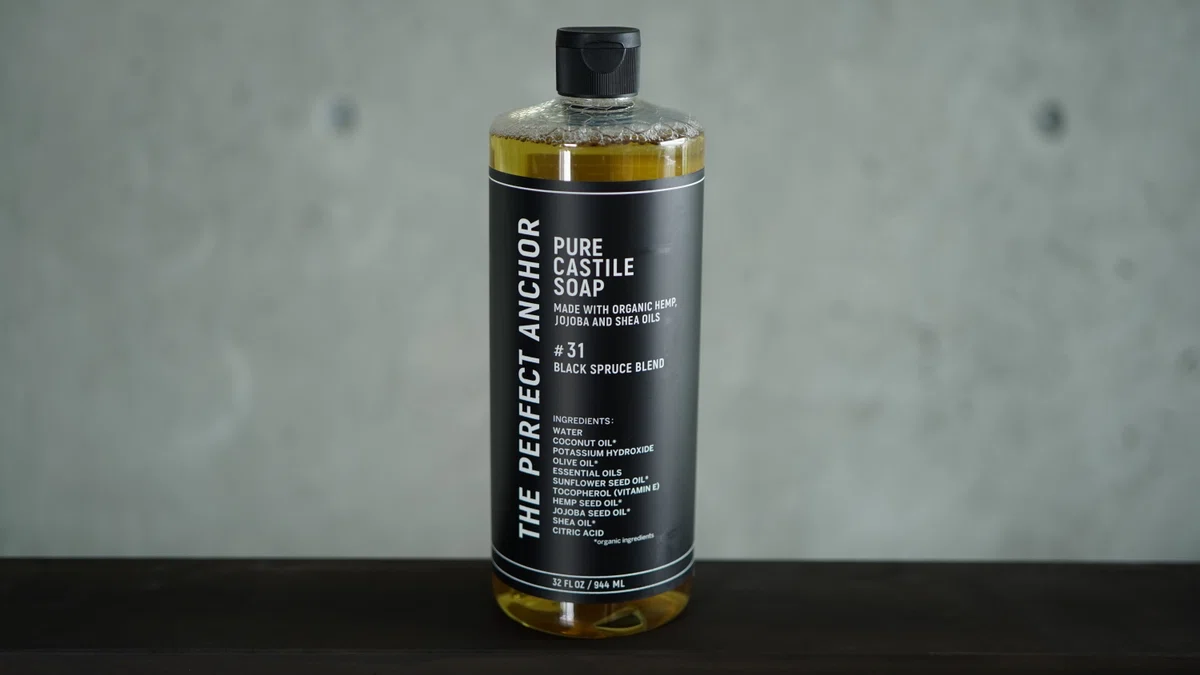 THE PERFECT ANCHOR
PURE
CASTILE
SOAP
MADE WITH ORGANIC HEMP,
JOJOBA AND SHEA OILS
#31
BLACK SPRUCE BLEND
INGREDIENTS:
WATER
COCONUT OIL*
POTASSIUM HYDROXIDE
OLIVE OIL*
ESSENTIAL OILS
SUNFLOWER SEED OIL*
TOCOPHEROL (VITAMIN E)
HEMP SEED OIL*
JOJOBA SEED OIL*
SHEA OIL*
CITRIC ACID
*organic ingredients
32 FL OZ / 944 ML